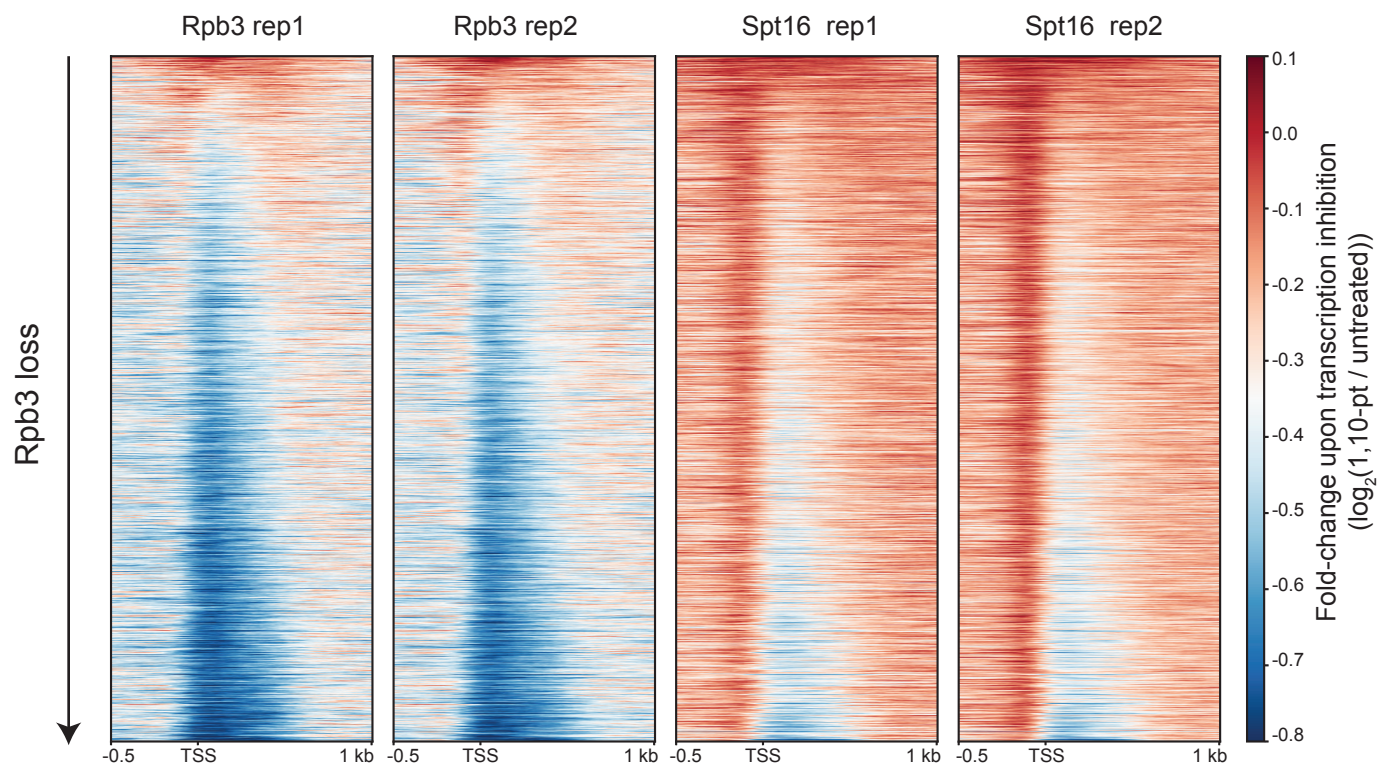 Rpb3 rep1
Rpb3 rep2
Spt16 rep1
Spt16 rep2
Rpb3 loss
-0.5
TSS
1 kb
-0.5
TSS
1 kb
-0.5
TSS
1 kb
-0.5
TSS
1 kb
0.1
0.0
-0.1
-0.2
-0.3
-0.4
-0.5
-0.6
-0.7
-0.8
Fold-change upon transcription inhibition
(log₂(1,10-pt / untreated))